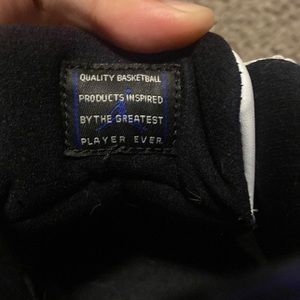 QUALITY BASKETBALL
PRODUCTS INSPIRED
BY THE GREATEST
PLAYER EVER